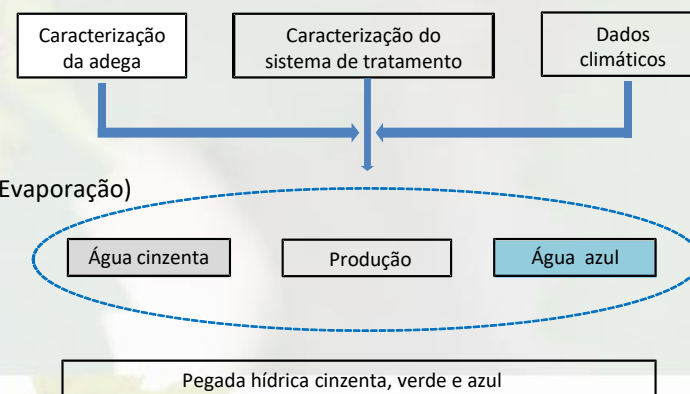 Caracterização
da adega
Caracterização do
sistema de tratamento
Dados
climáticos
Evaporação)
Água cinzenta
Produção
Água azul
Pegada hídrica cinzenta, verde e azul